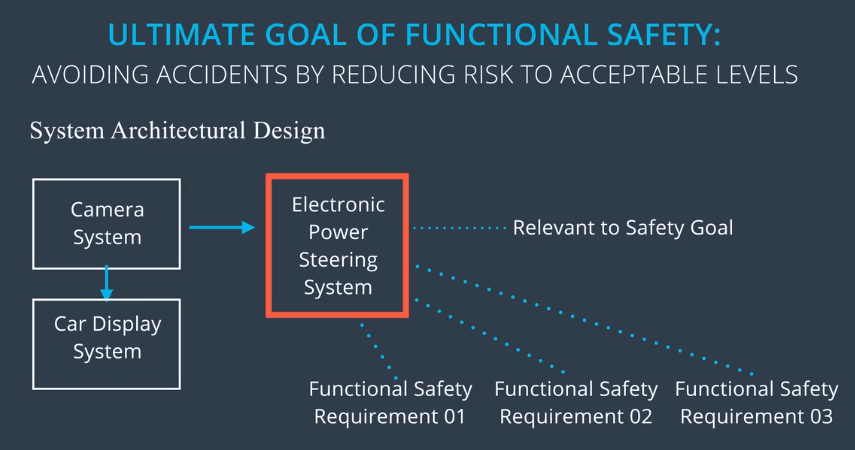 ULTIMATE GOAL OF FUNCTIONAL SAFETY:
AVOIDING ACCIDENTS BY REDUCING RISK TO ACCEPTABLE LEVELS
System Architectural Design
Camera
System
Electronic
Power
Steering
System
Relevant to Safety Goal
Car Display
System
Functional Safety
Requirement 01
Functional Safety
Requirement 02
Functional Safety
Requirement 03